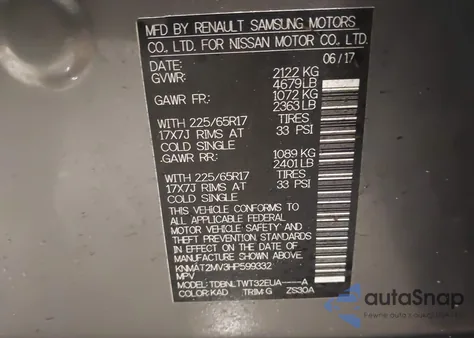 MFD BY RENAULT SAMSUNG MOTORS
CO., LTD. FOR NISSAN MOTOR CO., LTD.
DATE: 06/17
GVWR: 2122 KG
4679 LB
GAWR FR: 1072 KG
2363 LB
WITH 225/65R17 TIRES
17X7J RIMS AT 33 PSI
COLD SINGLE
GAWR RR: 1089 KG
2401 LB
WITH 225/65R17 TIRES
17X7J RIMS AT 33 PSI
COLD SINGLE
THIS VEHICLE CONFORMS TO
ALL APPLICABLE FEDERAL
MOTOR VEHICLE SAFETY AND
THEFT PREVENTION STANDARDS
IN EFFECT ON THE DATE OF
MANUFACTURE SHOWN ABOVE.
KNMAT2MV3HP599332
MPV
MODEL: TDBNLTWT32EUA-----A
COLOR: KAD TRIM: G ZS30A
autoSnap
Pewne auto z USA